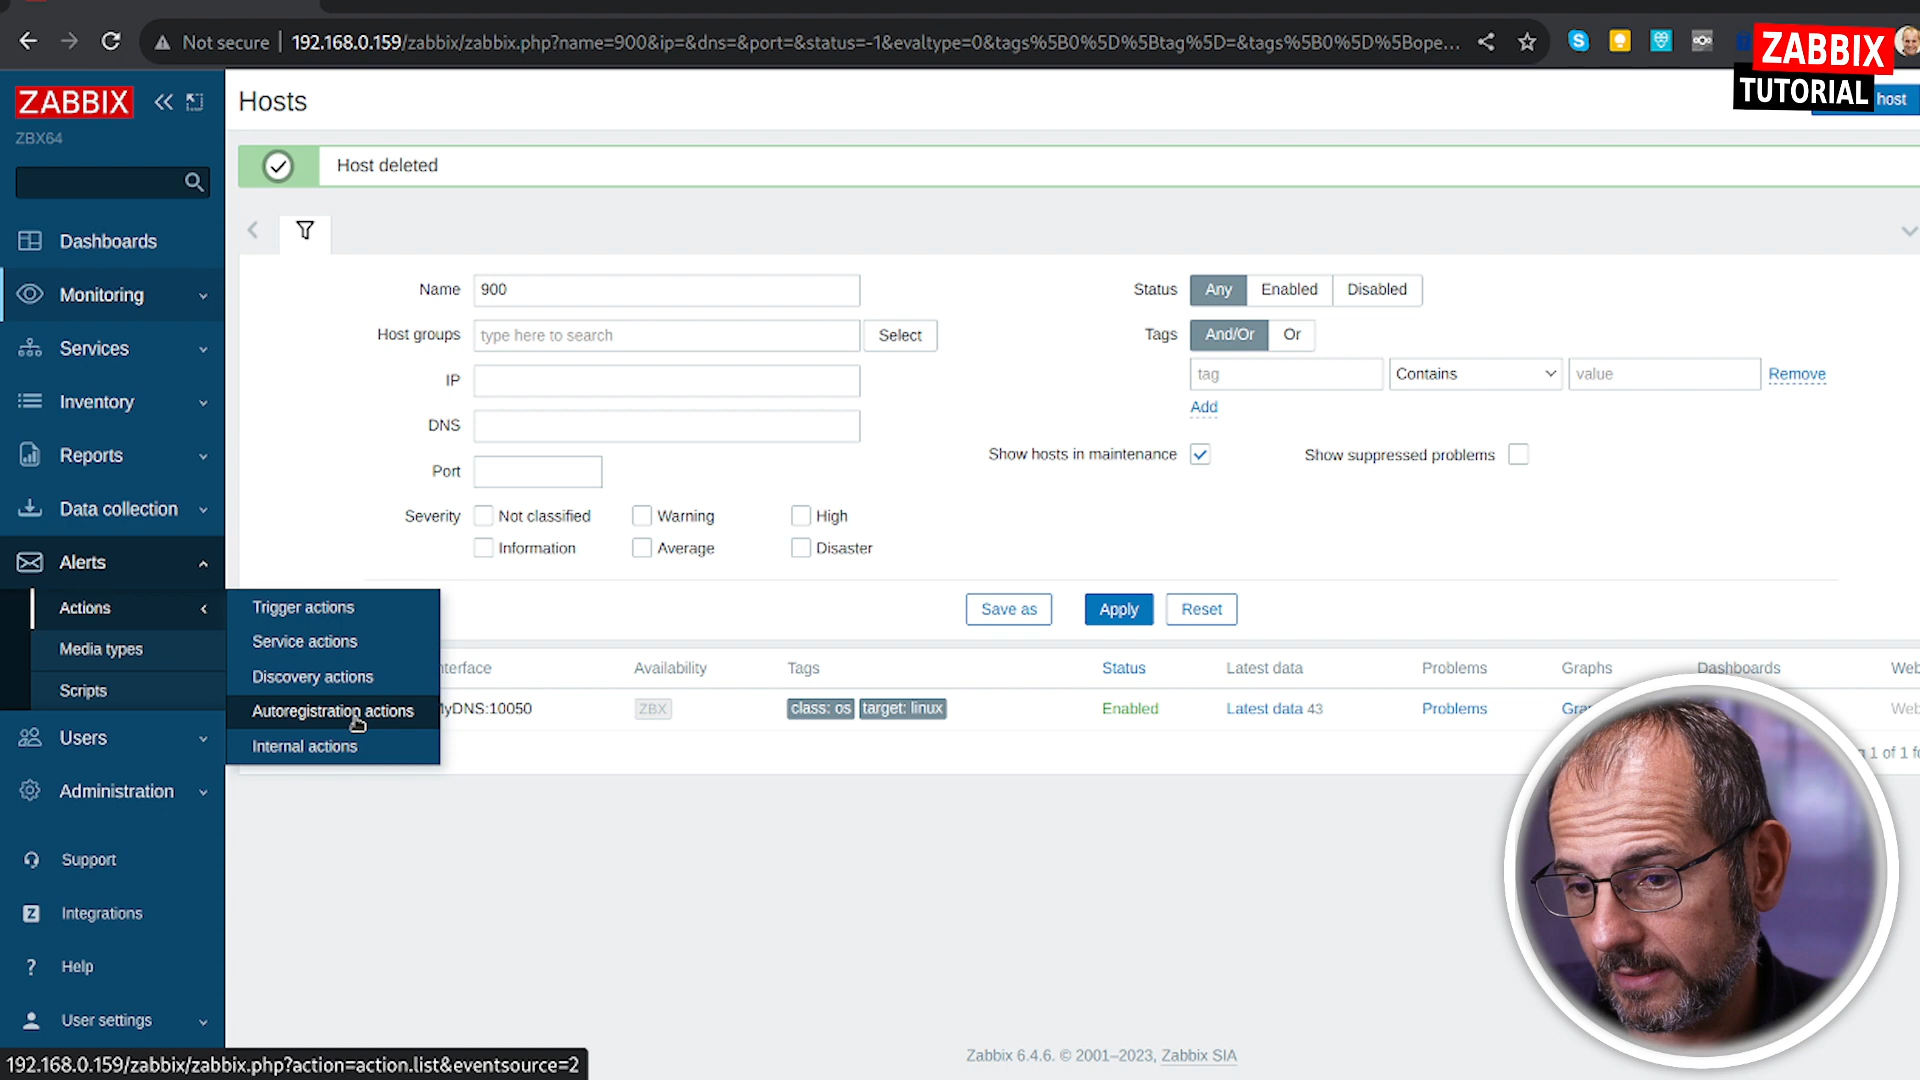 Not secure
192.168.0.159/zabbix/zabbix.php?name=900&ip=&dns=&port=&status=-1&evaltype=0&tags%5B0%5D%5Btag%5D=&tags%5B0%5D%5Bope...
ZABBIX
TUTORIAL
host
ZABBIX
ZBX64
Dashboards
Monitoring
Services
Inventory
Reports
Data collection
Alerts
Actions
Media types
Scripts
Users
Administration
Support
Integrations
Help
User settings
Trigger actions
Service actions
Discovery actions
Autoregistration actions
Internal actions
Hosts
Host deleted
Name 900
Host groups type here to search Select
IP
DNS
Port
Severity Not classified Warning High
Information Average Disaster
Status Any Enabled Disabled
Tags And/Or Or
tag Contains value Remove
Add
Show hosts in maintenance Show suppressed problems
Save as Apply Reset
Availability Tags Status Latest data Problems Graphs Dashboards
ZBX class: os target: linux Enabled Latest data 43 Problems
Zabbix 6.4.6. © 2001–2023, Zabbix SIA
192.168.0.159/zabbix/zabbix.php?action=action.list&eventsource=2